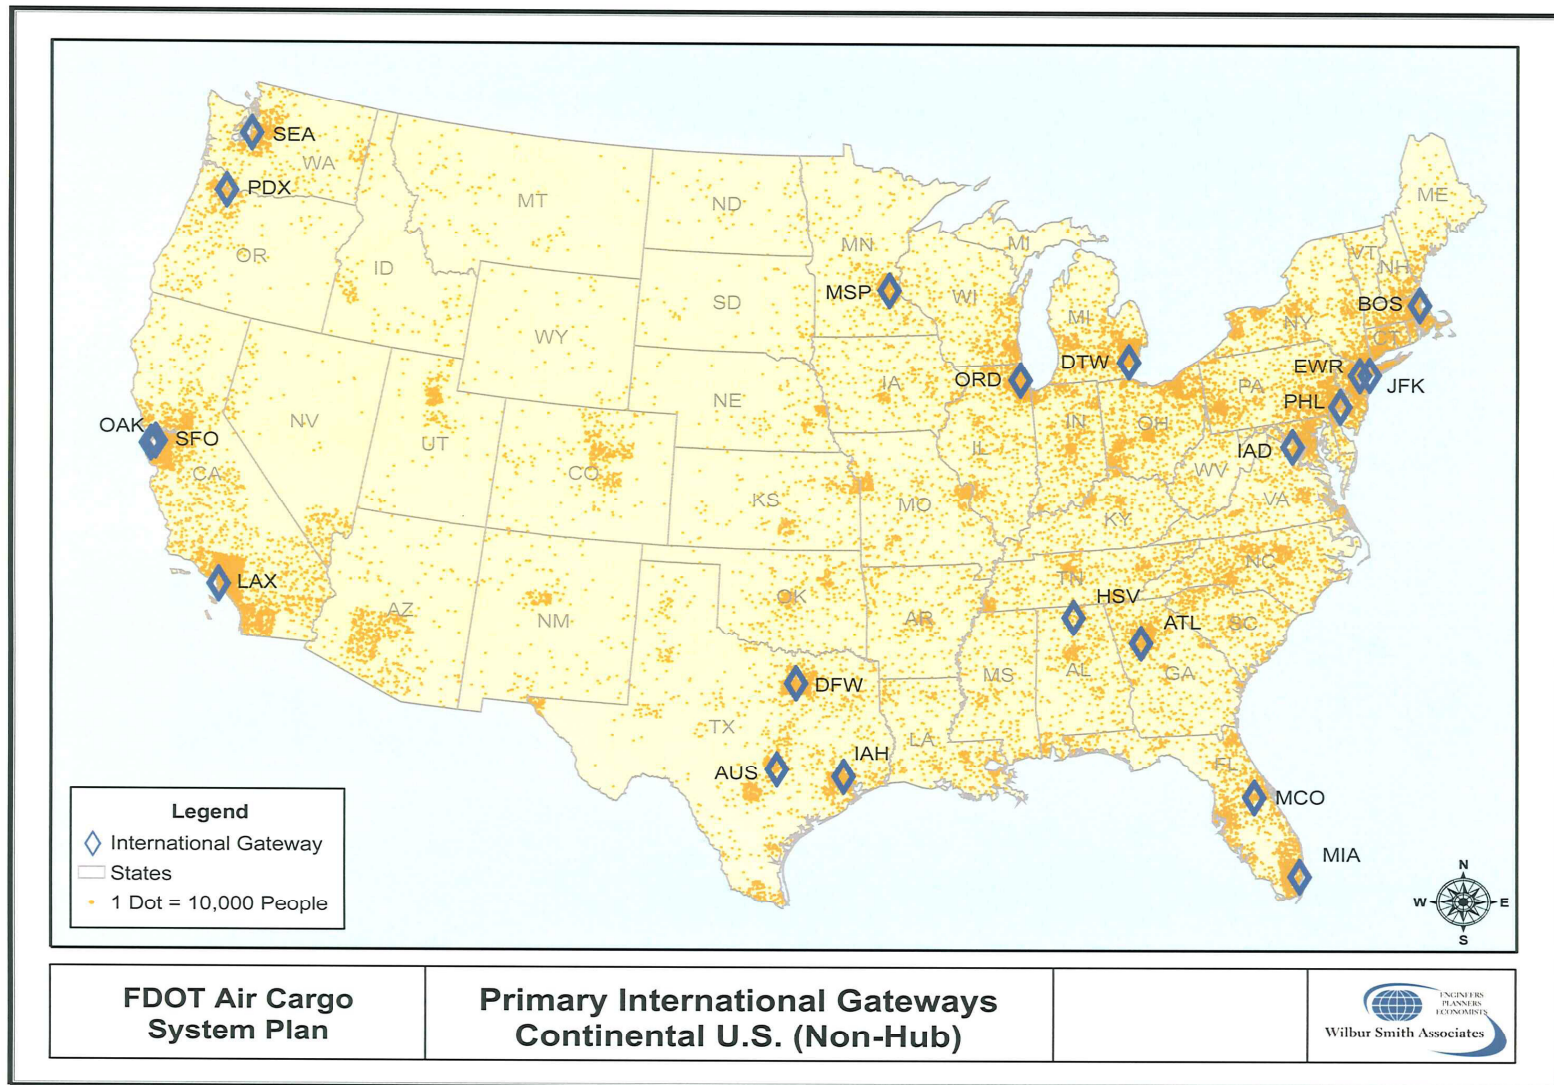 SEA
WA
PDX
MT
ND
ME
OR
ID
MN
MI
VT
NH
MSP
WI
SD
BOS
WY
MI
NY
CT
DTW
EWR
ORD
IA
PA
JFK
NE
PHL
OAK
SFO
NV
UT
IN
OH
IAD
CO
IL
WV
CA
KS
MO
VA
KY
LAX
NC
TN
OK
HSV
AZ
NM
AR
ATL
SC
DFW
MS
AL
GA
TX
LA
IAH
AUS
FL
MCO
MIA
Legend
International Gateway
States
1 Dot = 10,000 People
N
W
E
S
FDOT Air Cargo
System Plan
Primary International Gateways
Continental U.S. (Non-Hub)
ENGINEERS
PLANNERS
ECONOMISTS
Wilbur Smith Associates